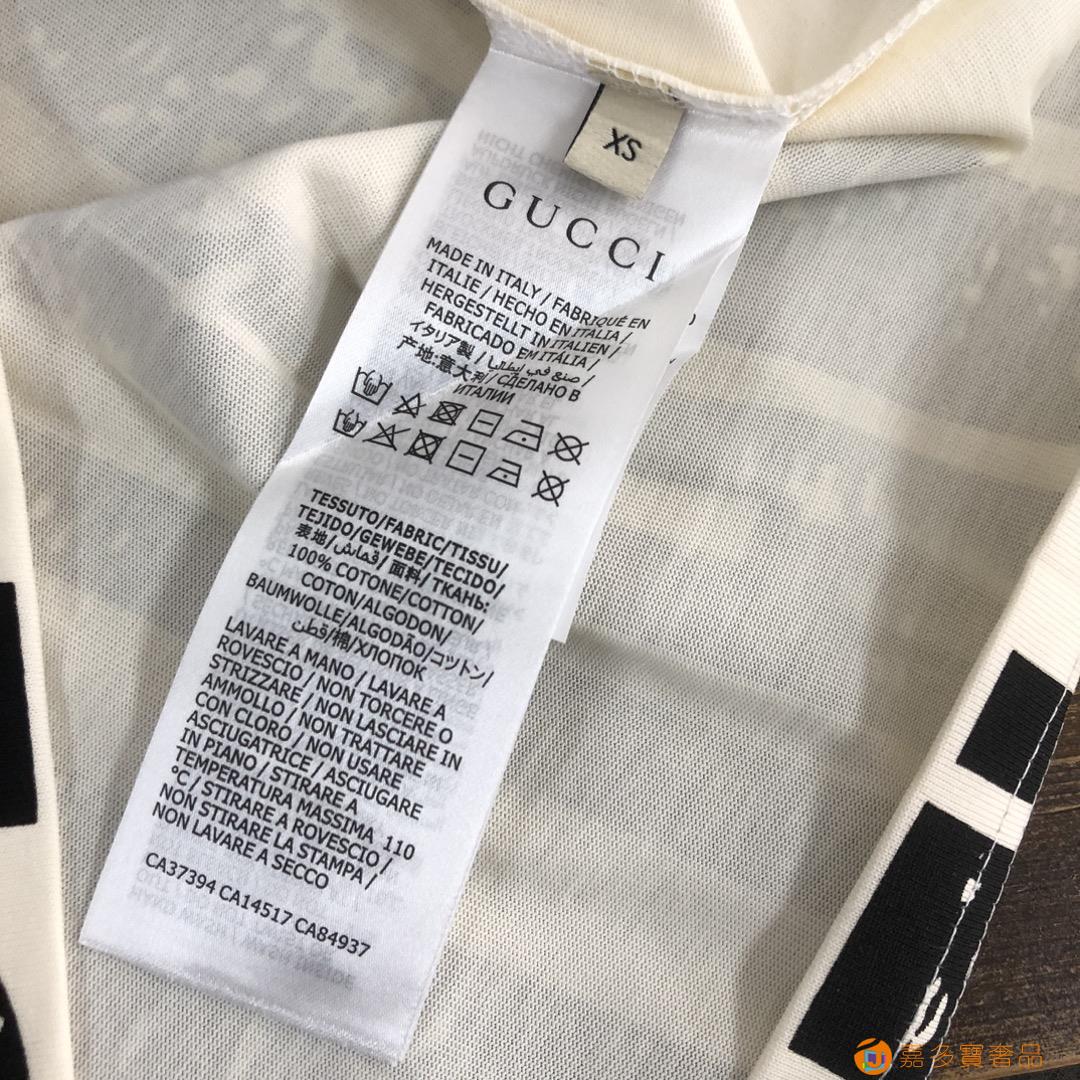 XS
GUCCI
MADE IN ITALY / FABRIQUÉ EN
ITALIE / HECHO EN ITALIA /
HERGESTELLT IN ITALIEN /
FABRICADO EM ITÁLIA /
イタリア製 / صنع في إيطاليا /
产地:意大利 / СДЕЛАНО В
ИТАЛИИ
TESSUTO/FABRIC/TISSU/
TEJIDO/GEWEBE/TECIDO/
表地/قماش/ 面料/ ТКАНЬ:
100% COTONE/COTTON/
COTON/ALGODON/
BAUMWOLLE/ALGODÃO/コットン/
قطن/棉/ХЛОПОК
LAVARE A MANO / LAVARE A
ROVESCIO / NON TORCERE O
STRIZZARE / NON LASCIARE IN
AMMOLLO / NON TRATTARE
CON CLORO / NON USARE
ASCIUGATRICE / ASCIUGARE
IN PIANO / STIRARE A
TEMPERATURA MASSIMA 110
°C / STIRARE A ROVESCIO /
NON STIRARE LA STAMPA /
NON LAVARE A SECCO
CA37394 CA14517 CA84937
嘉多寶奢品